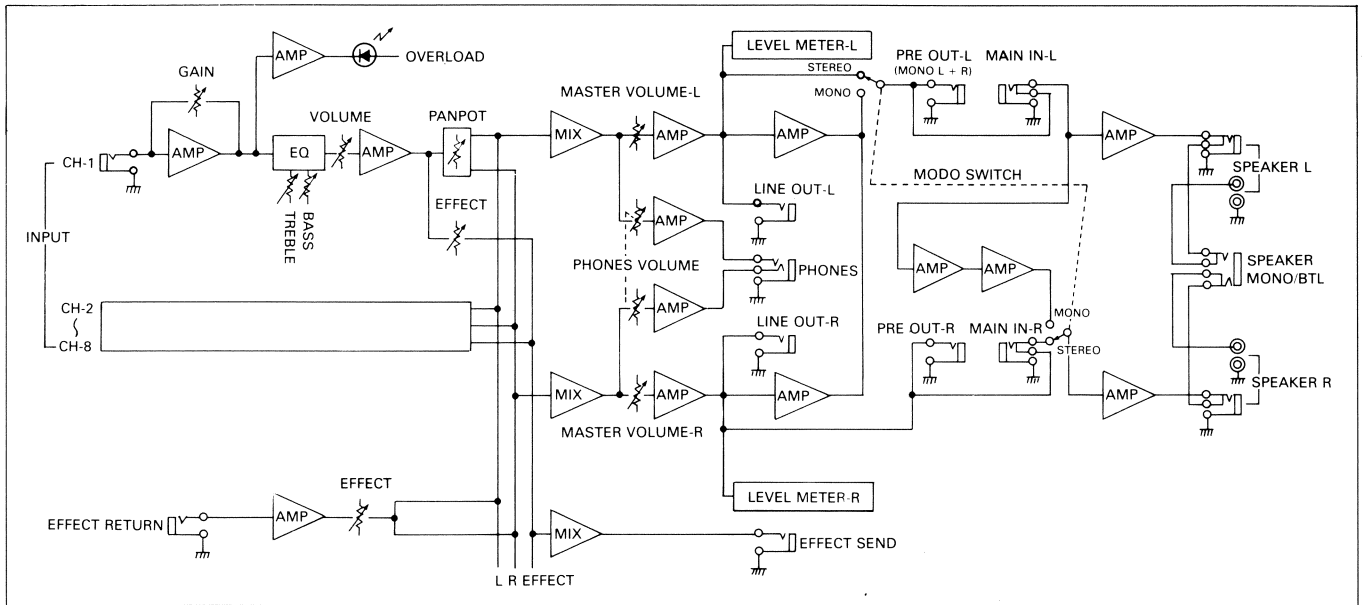 LEVEL METER-L
AMP
OVERLOAD
PRE OUT-L
(MONO L + R)
MAIN IN-L
STEREO
MONO
GAIN
VOLUME
PANPOT
MASTER VOLUME-L
CH-1
AMP
EQ
AMP
MIX
AMP
AMP
AMP
SPEAKER L
MODO SWITCH
LINE OUT-L
EFFECT
TREBLE
BASS
INPUT
AMP
PHONES VOLUME
PHONES
AMP
AMP
AMP
SPEAKER
MONO/BTL
CH-2
CH-8
LINE OUT-R
PRE OUT-R
MAIN IN-R
MONO
STEREO
MIX
AMP
AMP
AMP
SPEAKER R
MASTER VOLUME-R
LEVEL METER-R
EFFECT
EFFECT RETURN
AMP
MIX
EFFECT SEND
L R EFFECT